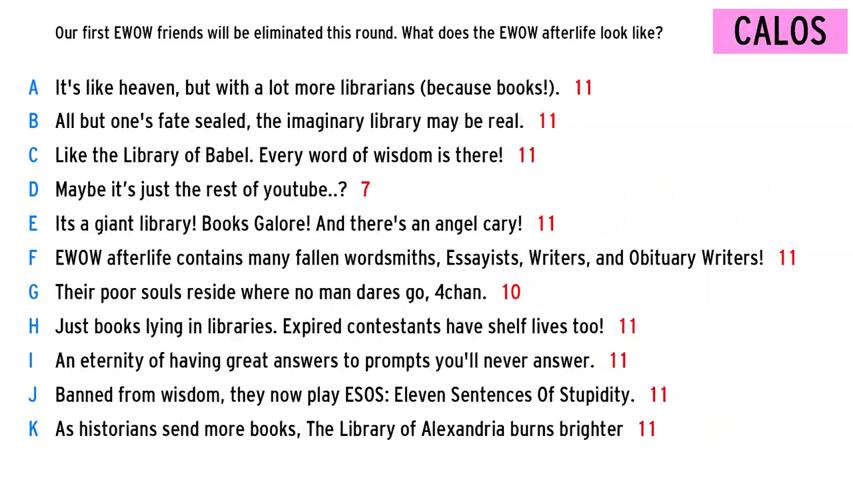 Our first EWOW friends will be eliminated this round. What does the EWOW afterlife look like?
CALOS
A It's like heaven, but with a lot more librarians (because books!). 11
B All but one's fate sealed, the imaginary library may be real. 11
C Like the Library of Babel. Every word of wisdom is there! 11
D Maybe it’s just the rest of youtube..? 7
E Its a giant library! Books Galore! And there's an angel cary! 11
F EWOW afterlife contains many fallen wordsmiths, Essayists, Writers, and Obituary Writers! 11
G Their poor souls reside where no man dares go, 4chan. 10
H Just books lying in libraries. Expired contestants have shelf lives too! 11
I An eternity of having great answers to prompts you'll never answer. 11
J Banned from wisdom, they now play ESOS: Eleven Sentences Of Stupidity. 11
K As historians send more books, The Library of Alexandria burns brighter 11